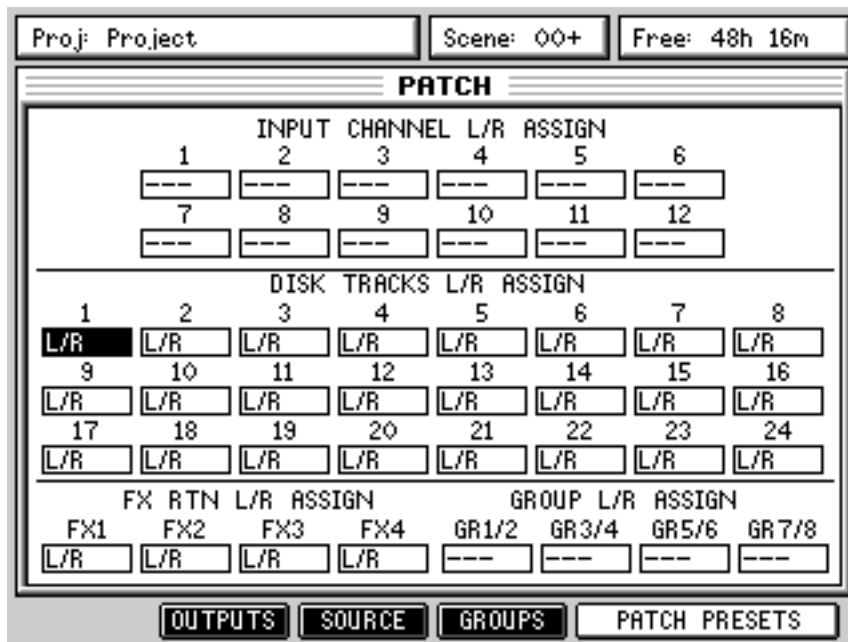 Proj: Project Scene: 00+ Free: 48h 16m
PATCH
INPUT CHANNEL L/R ASSIGN
1 2 3 4 5 6
--- --- --- --- --- ---
7 8 9 10 11 12
--- --- --- --- --- ---
DISK TRACKS L/R ASSIGN
1 2 3 4 5 6 7 8
L/R L/R L/R L/R L/R L/R L/R L/R
9 10 11 12 13 14 15 16
L/R L/R L/R L/R L/R L/R L/R L/R
17 18 19 20 21 22 23 24
L/R L/R L/R L/R L/R L/R L/R L/R
FX RTN L/R ASSIGN GROUP L/R ASSIGN
FX1 FX2 FX3 FX4 GR1/2 GR3/4 GR5/6 GR7/8
L/R L/R L/R L/R --- --- --- ---
OUTPUTS SOURCE GROUPS PATCH PRESETS